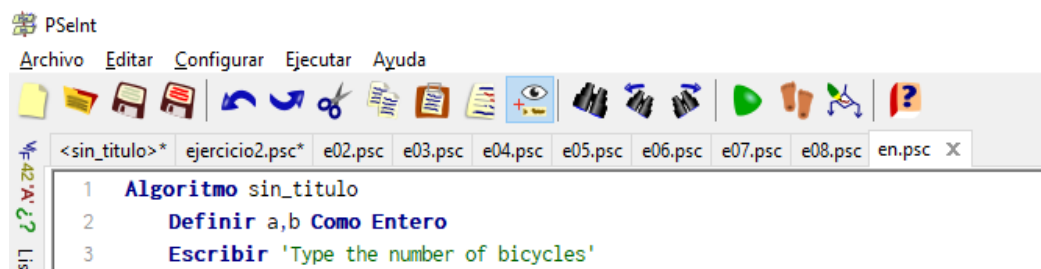 PSeInt
Archivo Editar Configurar Ejecutar Ayuda
<sin_titulo>* ejercicio2.psc* e02.psc e03.psc e04.psc e05.psc e06.psc e07.psc e08.psc en.psc X
1 Algoritmo sin_titulo
2 Definir a,b Como Entero
3 Escribir 'Type the number of bicycles'
42 'A' ¿?